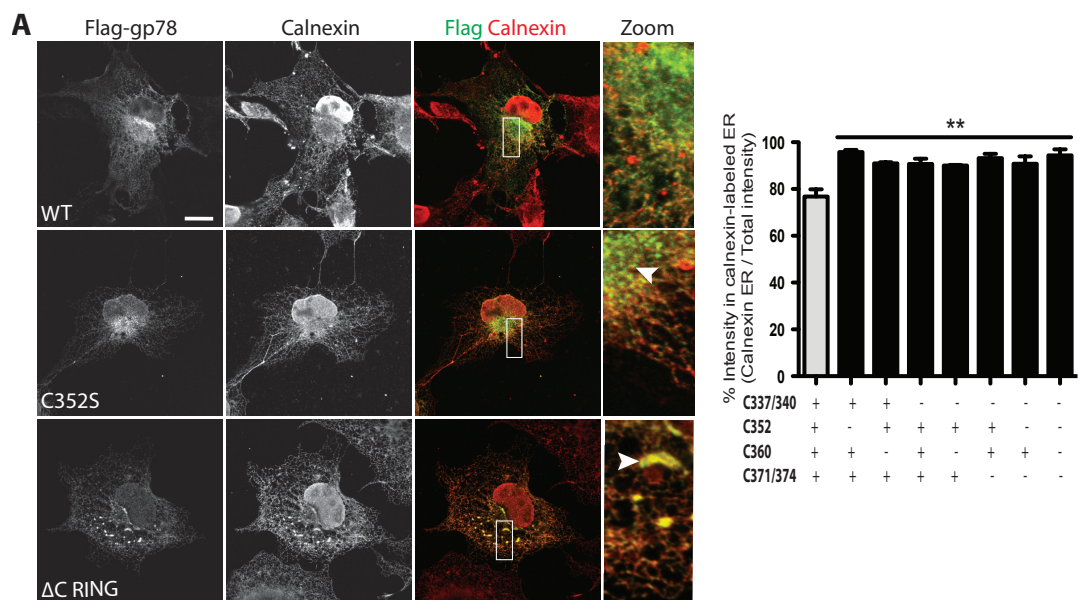 A
Flag-gp78 Calnexin Flag Calnexin Zoom
WT
C352S
ΔC RING
% Intensity in calnexin-labeled ER
(Calnexin ER / Total intensity)
**
100
80
60
40
20
0
C337/340 + + + - - - - -
C352 + - + + + + - -
C360 + + - + - + + -
C371/374 + + + + + - - -